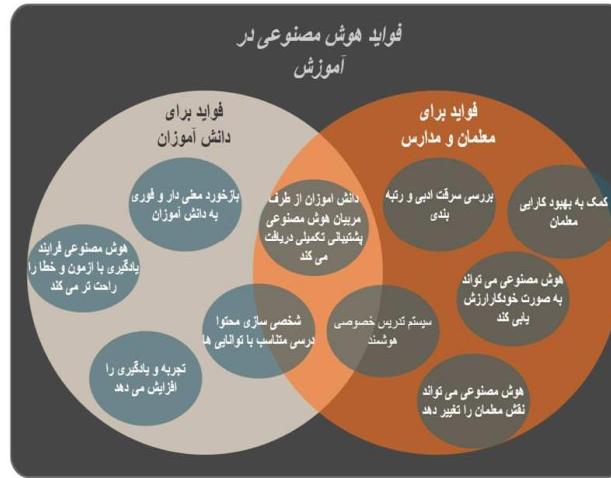 فواید هوش مصنوعی در
آموزش
فواید برای
معلمان و مدارس
فواید برای
دانش آموزان
کمک به بهبود کارایی
معلمان
بررسی سرقت ادبی و رتبه
بندی
هوش مصنوعی می تواند
به صورت خودکارارزش
یابی کند
سیستم تدریس خصوصی
هوشمند
هوش مصنوعی می تواند
نقش معلمان را تغییر دهد
دانش اموزان از طرف
مربیان هوش مصنوعی
پشتیبانی تکمیلی دریافت
می کند
بازخورد معنی دار و فوری
به دانش آموزان
هوش مصنوعی فرایند
یادگیری با ازمون و خطا را
راحت تر می کند
شخصی سازی محتوا
درسی متناسب با توانایی ها
تجربه و یادگیری را
افزایش می دهد